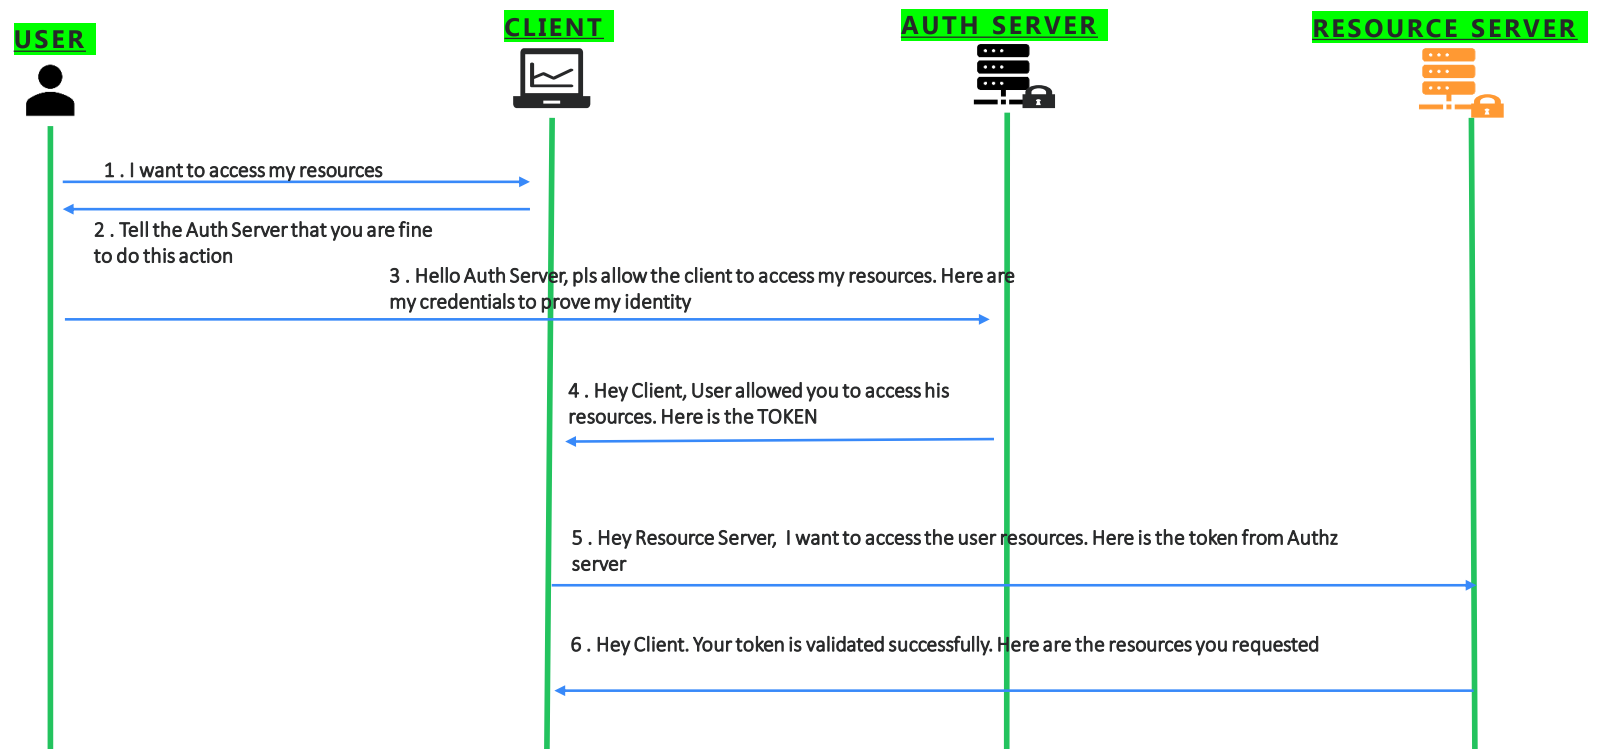 USER
CLIENT
AUTH SERVER
RESOURCE SERVER
1 . I want to access my resources
2 . Tell the Auth Server that you are fine
to do this action
3 . Hello Auth Server, pls allow the client to access my resources. Here are
my credentials to prove my identity
4 . Hey Client, User allowed you to access his
resources. Here is the TOKEN
5 . Hey Resource Server,  I want to access the user resources. Here is the token from Authz
server
6 . Hey Client. Your token is validated successfully. Here are the resources you requested